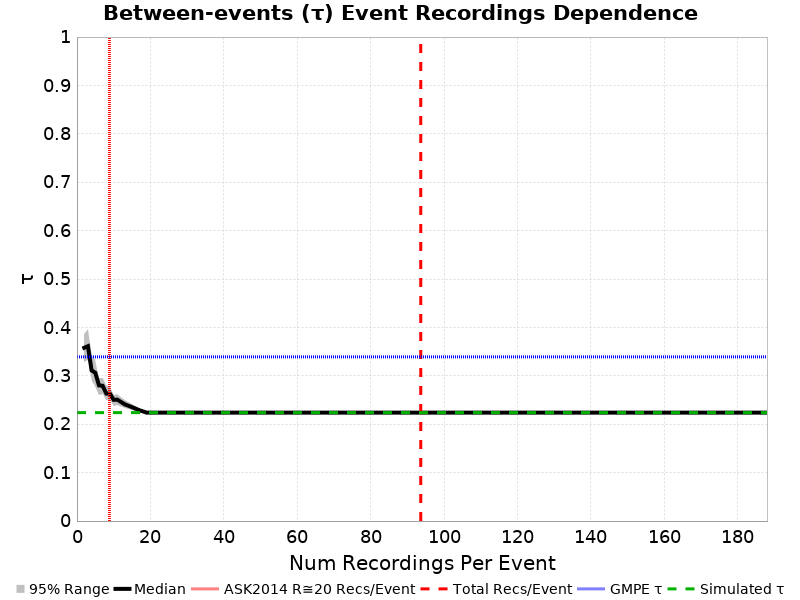 Between-events (τ) Event Recordings Dependence
1
0.9
0.8
0.7
0.6
0.5
0.4
0.3
0.2
0.1
0
τ
0 20 40 60 80 100 120 140 160 180
Num Recordings Per Event
95% Range Median ASK2014 R≅20 Recs/Event Total Recs/Event GMPE τ Simulated τ